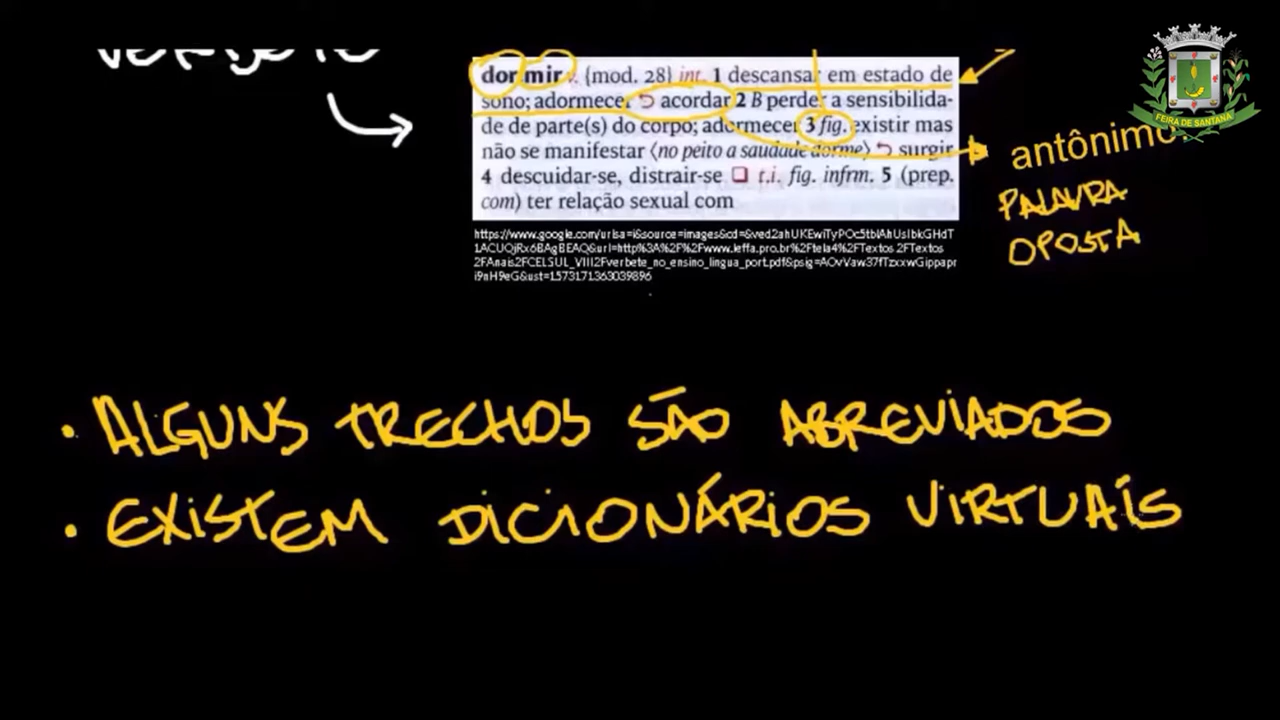 dormir v. {mod. 28} int. 1 descansar em estado de
sono; adormecer ⊃ acordar 2 B perder a sensibilida-
de de parte(s) do corpo; adormecer 3 fig. existir mas
não se manifestar ⟨no peito a saudade dorme⟩ ⊃ surgir
4 descuidar-se, distrair-se ❑ t.i. fig. infrm. 5 (prep.
com) ter relação sexual com
antônimo
PALAVRA
OPOSTA
FEIRA DE SANTANA
• ALGUNS TRECHOS SÃO ABREVIADOS
• EXISTEM DICIONÁRIOS VIRTUAÍS